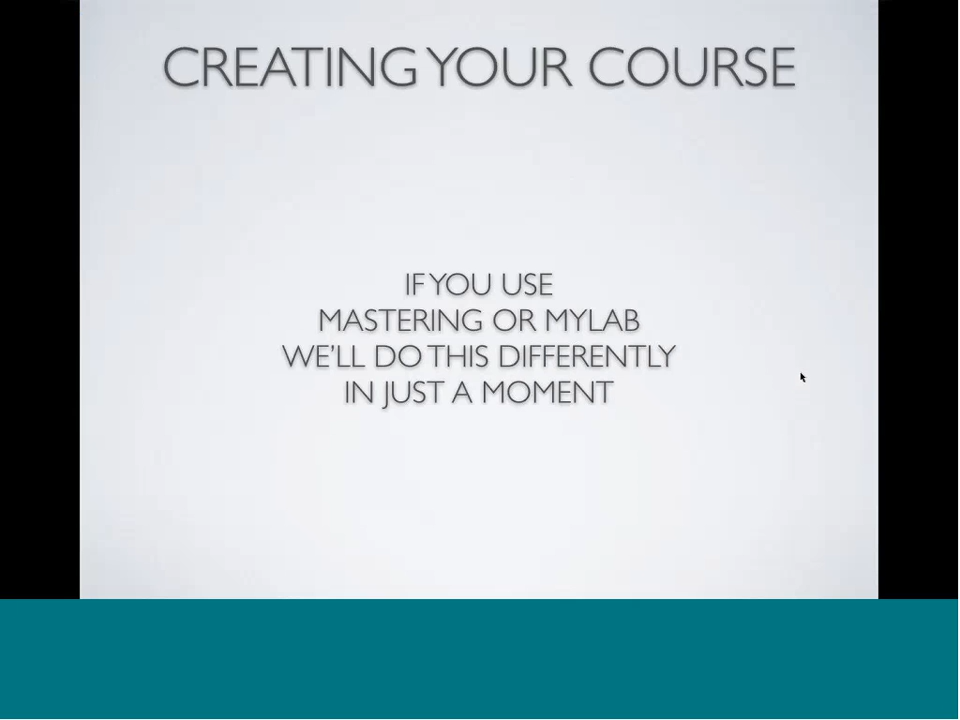 CREATING YOUR COURSE
IF YOU USE
MASTERING OR MYLAB
WE'LL DO THIS DIFFERENTLY
IN JUST A MOMENT